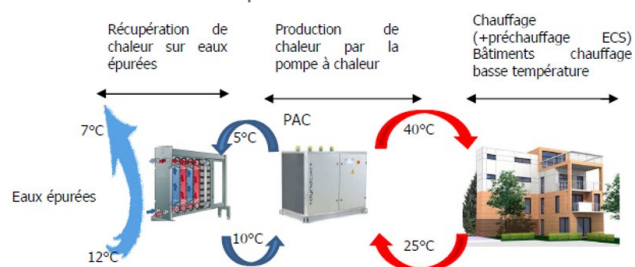 Récupération de
chaleur sur eaux
épurées
Production de
chaleur par la
pompe à chaleur
Chauffage
(+préchauffage ECS)
Bâtiments chauffage
basse température
7°C
5°C
PAC
40°C
Eaux épurées
12°C
10°C
25°C